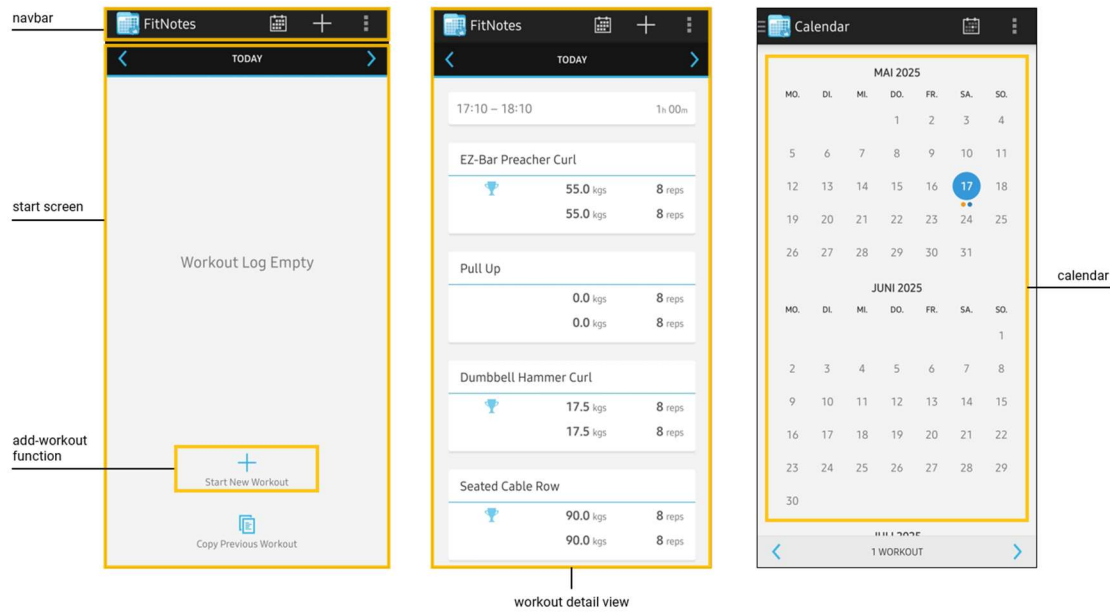 navbar
FitNotes
TODAY
start screen
Workout Log Empty
add-workout
function
Start New Workout
Copy Previous Workout
FitNotes
TODAY
17:10 – 18:10 1h 00m
EZ-Bar Preacher Curl
55.0 kgs 8 reps
55.0 kgs 8 reps
Pull Up
0.0 kgs 8 reps
0.0 kgs 8 reps
Dumbbell Hammer Curl
17.5 kgs 8 reps
17.5 kgs 8 reps
Seated Cable Row
90.0 kgs 8 reps
90.0 kgs 8 reps
workout detail view
Calendar
MAI 2025
MO. DI. MI. DO. FR. SA. SO.
1 2 3 4
5 6 7 8 9 10 11
12 13 14 15 16 17 18
19 20 21 22 23 24 25
26 27 28 29 30 31
JUNI 2025
MO. DI. MI. DO. FR. SA. SO.
1
2 3 4 5 6 7 8
9 10 11 12 13 14 15
16 17 18 19 20 21 22
23 24 25 26 27 28 29
30
JULI 2025
1 WORKOUT
calendar